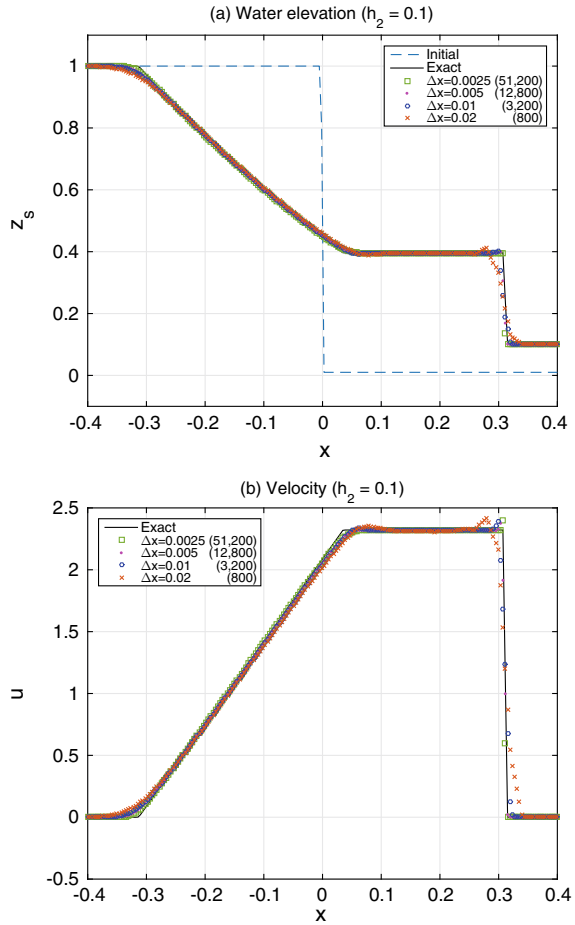 (a) Water elevation (h2 = 0.1)
Initial
Exact
Δx=0.0025 (51,200)
Δx=0.005 (12,800)
Δx=0.01 (3,200)
Δx=0.02 (800)
1
0.8
0.6
0.4
0.2
0
zs
-0.4 -0.3 -0.2 -0.1 0 0.1 0.2 0.3 0.4
x
(b) Velocity (h2 = 0.1)
Exact
Δx=0.0025 (51,200)
Δx=0.005 (12,800)
Δx=0.01 (3,200)
Δx=0.02 (800)
2.5
2
1.5
1
0.5
0
-0.5
u
-0.4 -0.3 -0.2 -0.1 0 0.1 0.2 0.3 0.4
x